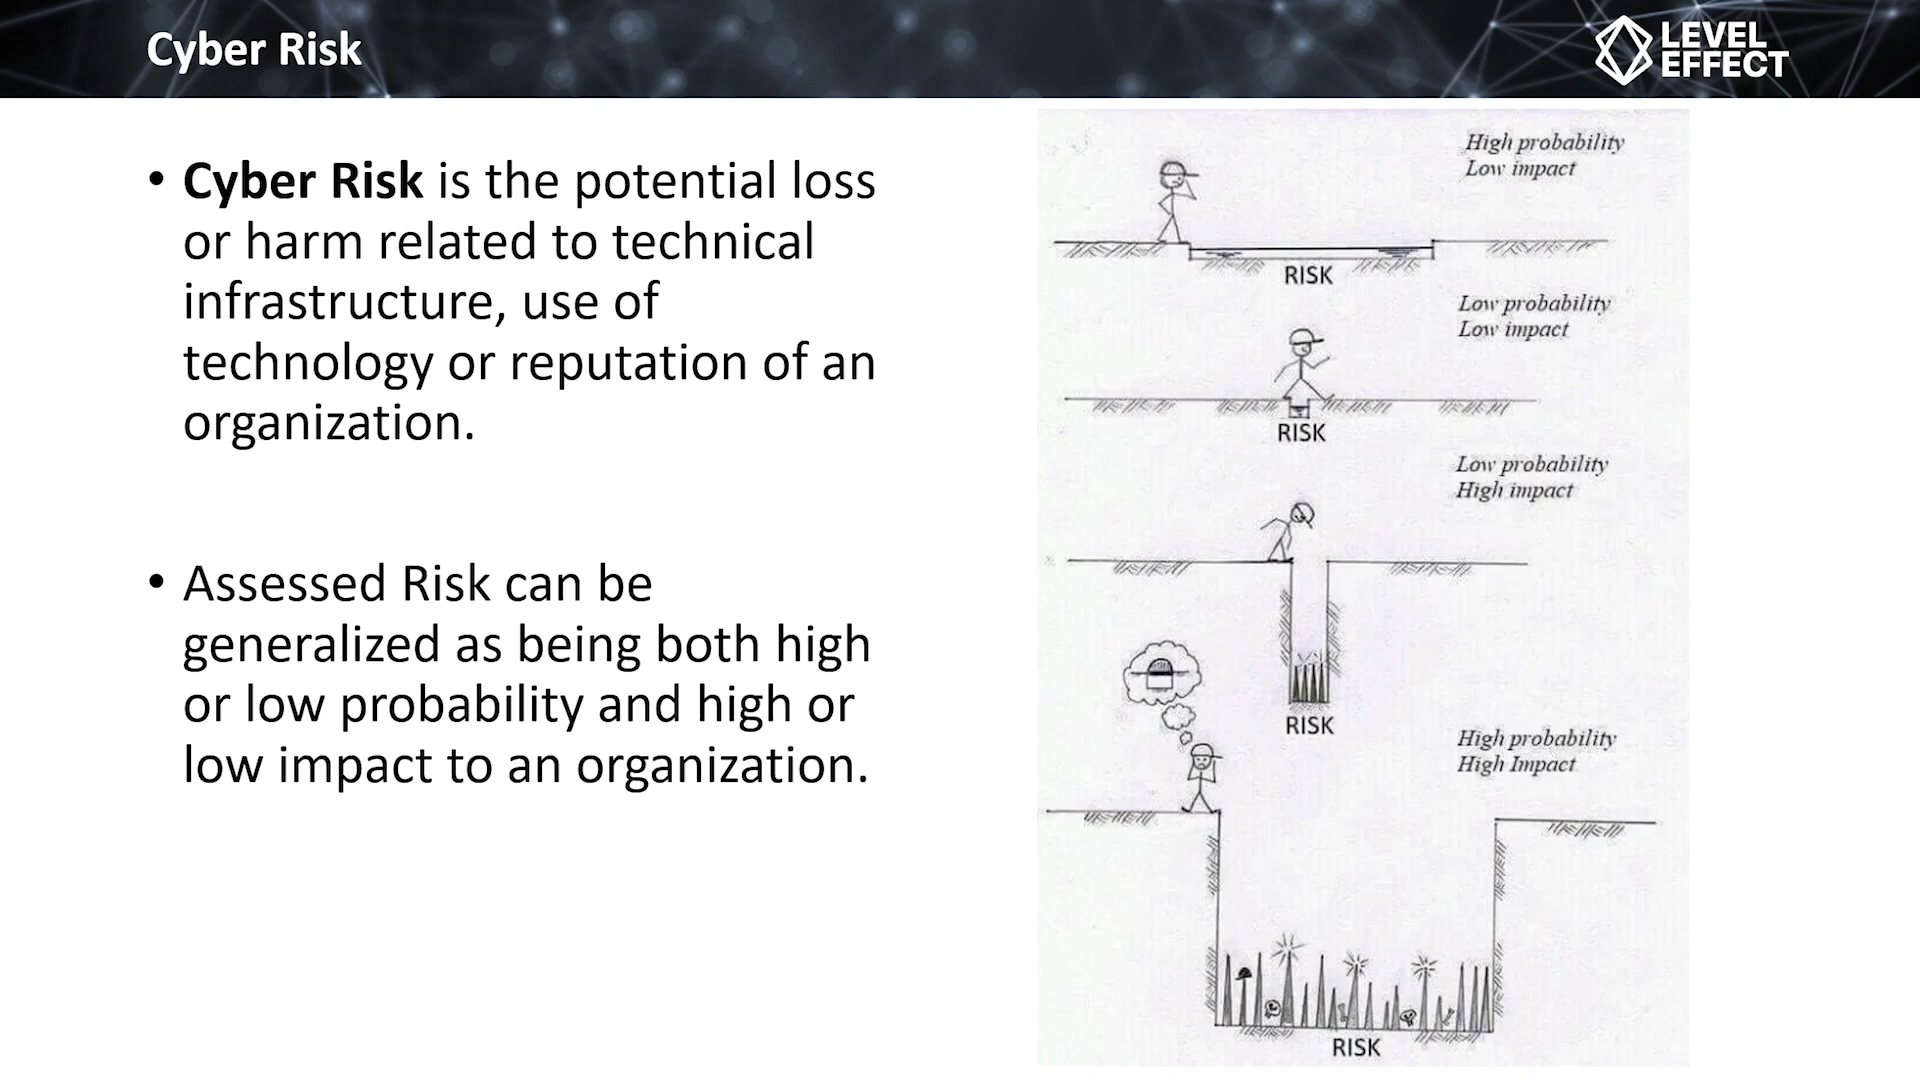 Cyber Risk
LEVEL
EFFECT
• Cyber Risk is the potential loss
or harm related to technical
infrastructure, use of
technology or reputation of an
organization.
• Assessed Risk can be
generalized as being both high
or low probability and high or
low impact to an organization.
High probability
Low impact
RISK
Low probability
Low impact
RISK
Low probability
High impact
RISK
High probability
High Impact
RISK